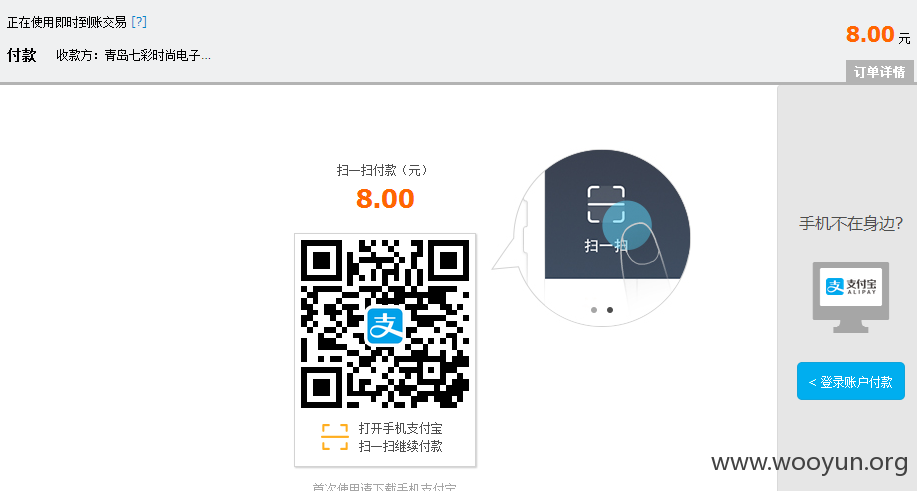 正在使用即时到账交易 [?]
付款 收款方：青岛七彩时尚电子...
8.00 元
订单详情
扫一扫付款（元）
8.00
扫一扫
手机不在身边?
支
支付宝
ALIPAY
< 登录账户付款
打开手机支付宝
扫一扫继续付款
首次使用请下载手机支付宝
www.wooyun.org